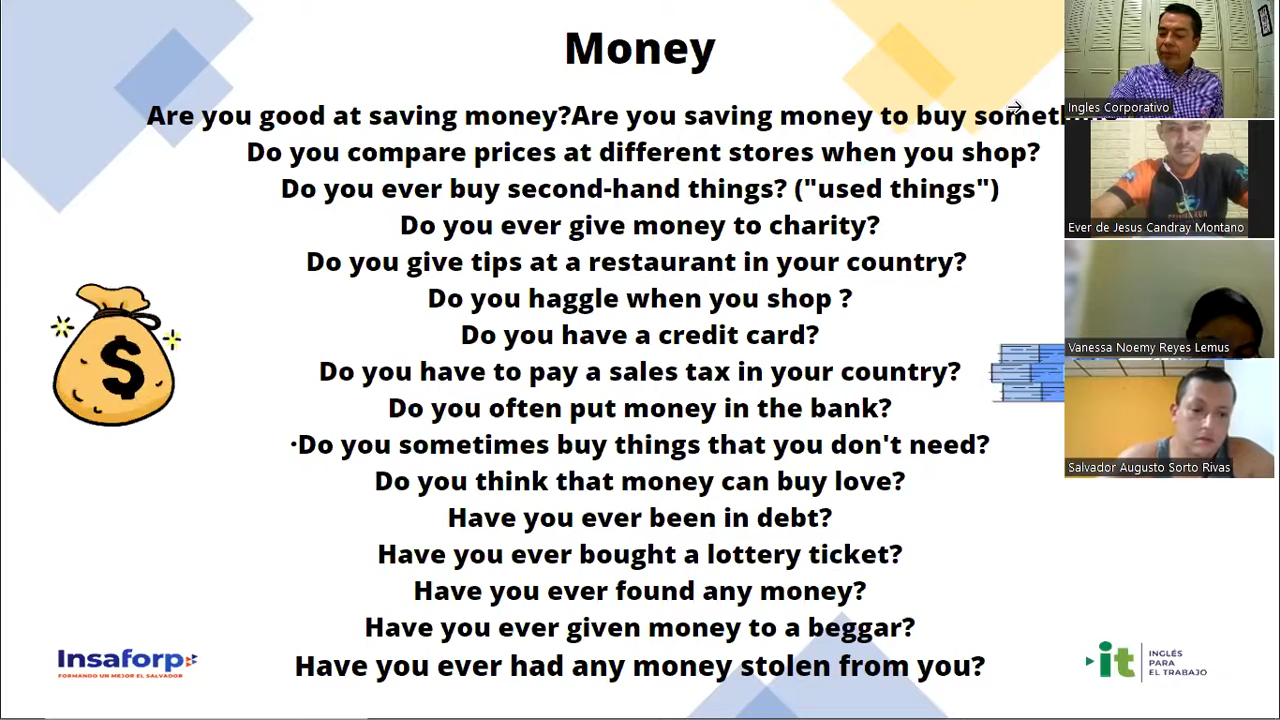 Money
Are you good at saving money?Are you saving money to buy
Do you compare prices at different stores when you shop?
Do you ever buy second-hand things? ("used things")
Do you ever give money to charity?
Do you give tips at a restaurant in your country?
Do you haggle when you shop ?
Do you have a credit card?
Do you have to pay a sales tax in your country?
Do you often put money in the bank?
·Do you sometimes buy things that you don't need?
Do you think that money can buy love?
Have you ever been in debt?
Have you ever bought a lottery ticket?
Have you ever found any money?
Have you ever given money to a beggar?
Have you ever had any money stolen from you?
$
Insaforp
FORMANDO UN MEJOR EL SALVADOR
it
INGLÉS
PARA
EL TRABAJO
Ingles Corporativo
Ever de Jesus Candray Montano
Vanessa Noemy Reyes Lemus
Salvador Augusto Sorto Rivas